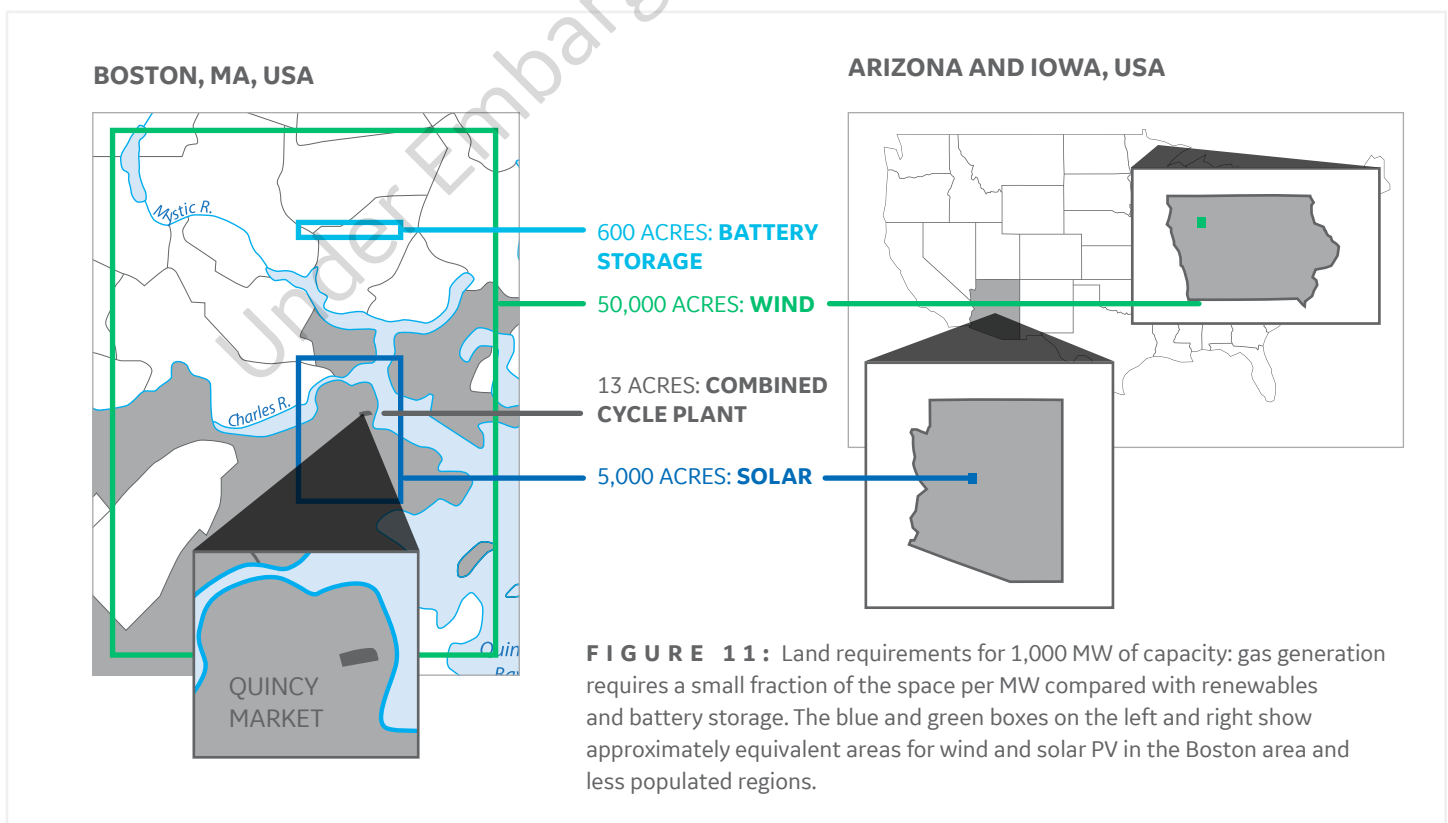 Under Embarg
BOSTON, MA, USA
ARIZONA AND IOWA, USA
Mystic R.
600 ACRES: BATTERY
STORAGE
50,000 ACRES: WIND
13 ACRES: COMBINED
CYCLE PLANT
Charles R.
5,000 ACRES: SOLAR
Quin
Ba
QUINCY
MARKET
FIGURE 11: Land requirements for 1,000 MW of capacity: gas generation
requires a small fraction of the space per MW compared with renewables
and battery storage. The blue and green boxes on the left and right show
approximately equivalent areas for wind and solar PV in the Boston area and
less populated regions.